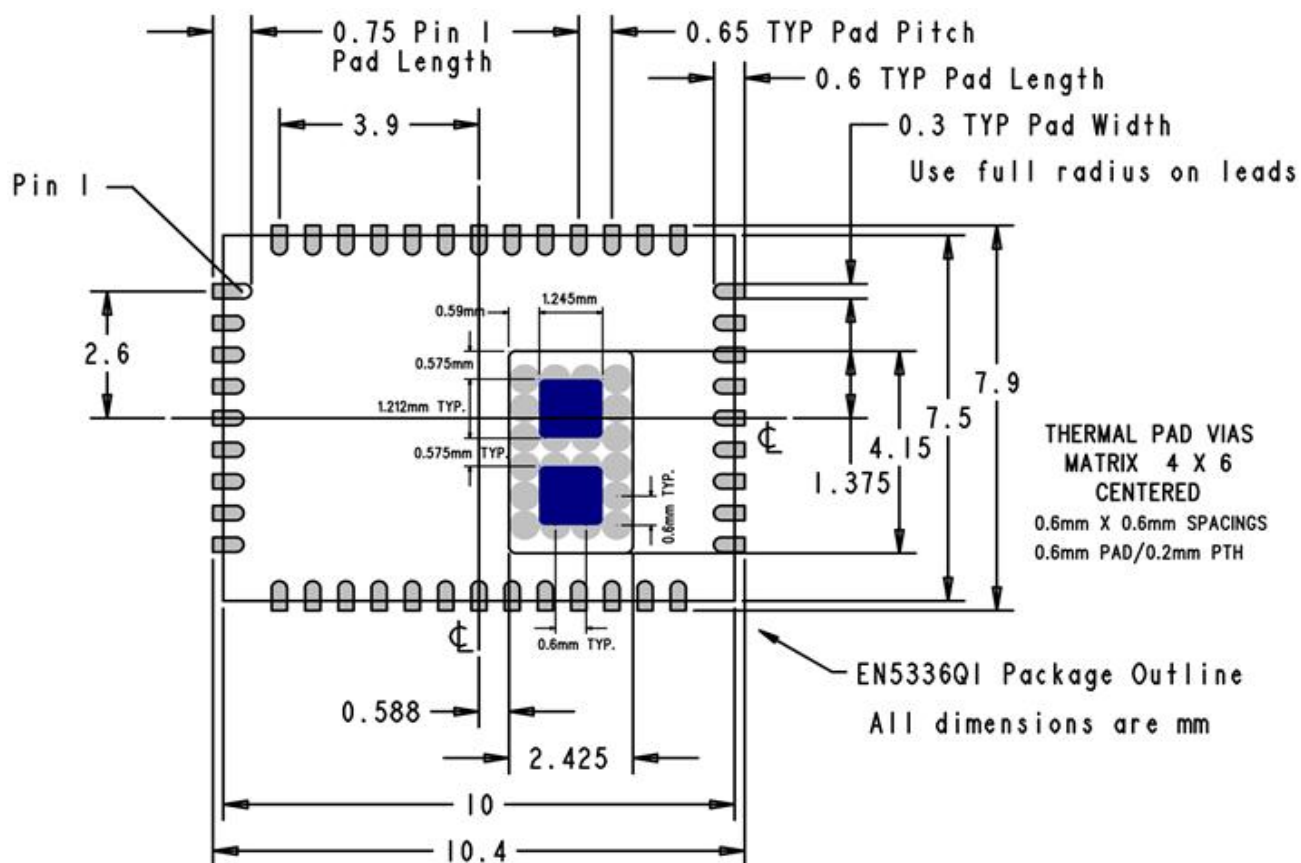 0.75 Pin 1
Pad Length
0.65 TYP Pad Pitch
0.6 TYP Pad Length
3.9
0.3 TYP Pad Width
Use full radius on leads
Pin 1
0.59mm
1.245mm
2.6
0.575mm
1.212mm TYP.
0.575mm TYP.
0.6mm TYP.
7.9
7.5
4.15
1.375
℄
THERMAL PAD VIAS
MATRIX 4 X 6
CENTERED
0.6mm X 0.6mm SPACINGS
0.6mm PAD/0.2mm PTH
℄
0.6mm TYP.
EN5336QI Package Outline
All dimensions are mm
0.588
2.425
10
10.4